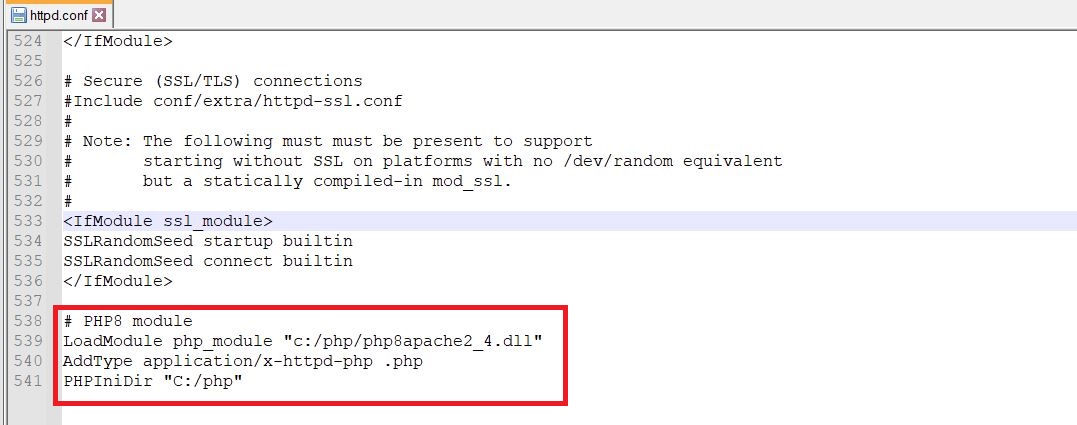 httpd.conf
524 </IfModule>
525
526 # Secure (SSL/TLS) connections
527 #Include conf/extra/httpd-ssl.conf
528 #
529 # Note: The following must must be present to support
530 #       starting without SSL on platforms with no /dev/random equivalent
531 #       but a statically compiled-in mod_ssl.
532 #
533 <IfModule ssl_module>
534 SSLRandomSeed startup builtin
535 SSLRandomSeed connect builtin
536 </IfModule>
537
538 # PHP8 module
539 LoadModule php_module "c:/php/php8apache2_4.dll"
540 AddType application/x-httpd-php .php
541 PHPIniDir "C:/php"